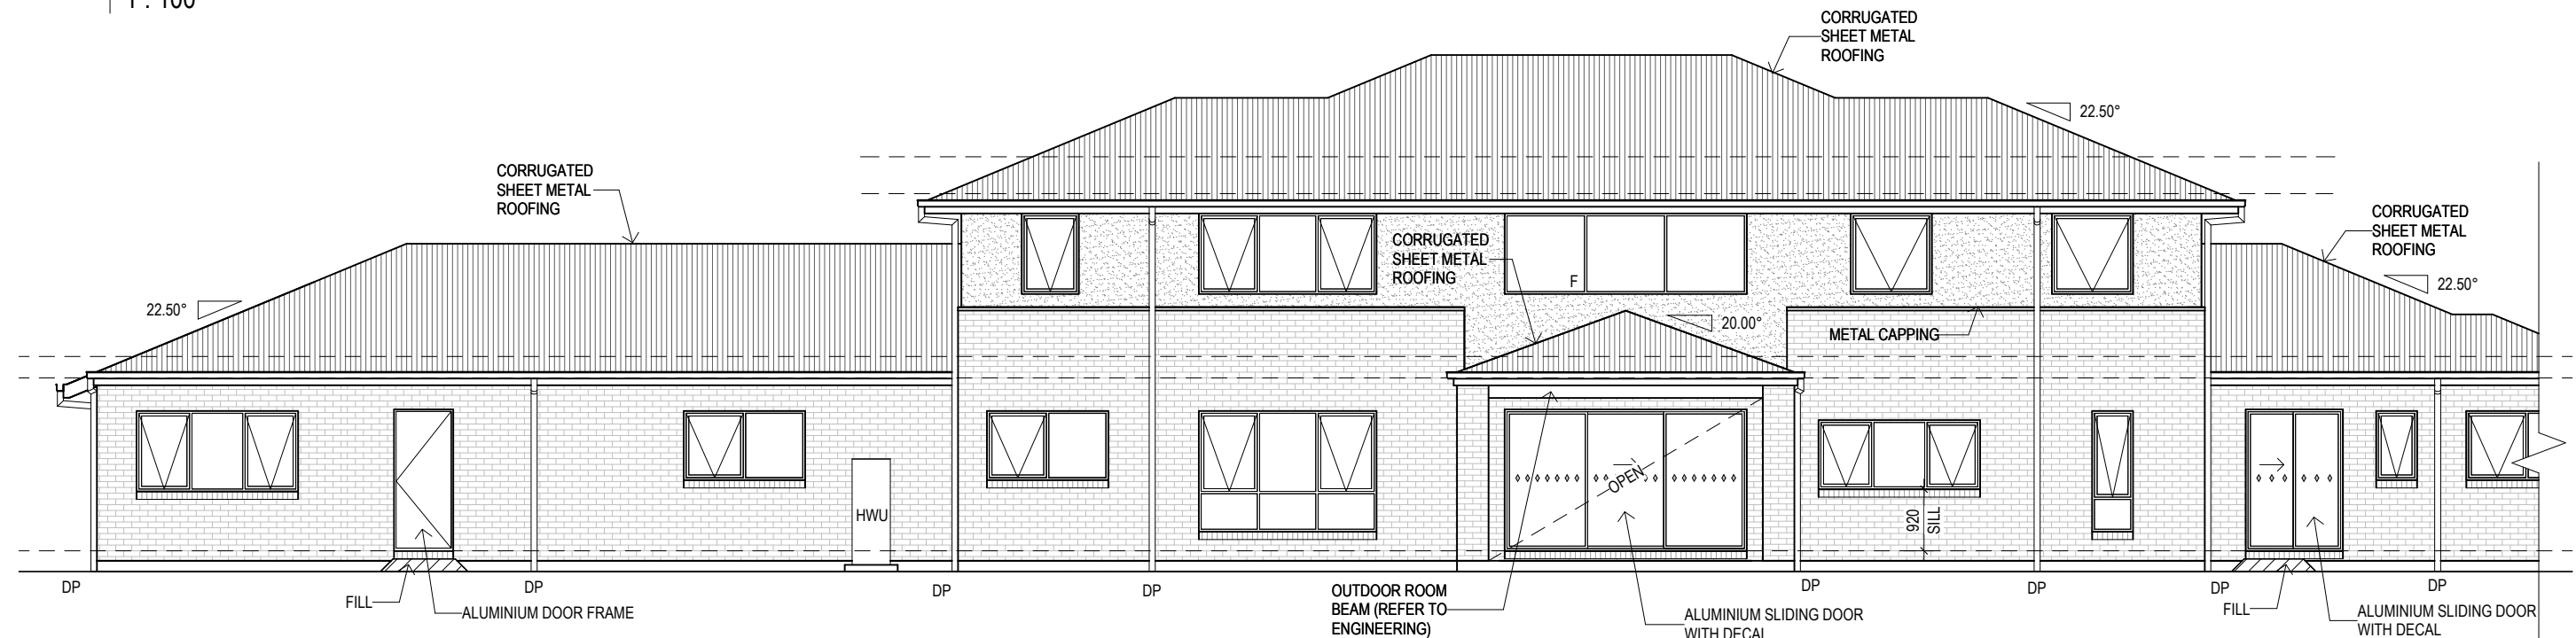 1 : 100
CORRUGATED
SHEET METAL
ROOFING
22.50°
CORRUGATED
SHEET METAL
ROOFING
CORRUGATED
SHEET METAL
ROOFING
CORRUGATED
SHEET METAL
ROOFING
22.50°
22.50°
F
20.00°
METAL CAPPING
OPEN
HWU
920
SILL
DP
DP
DP
DP
DP
DP
DP
DP
FILL
ALUMINIUM DOOR FRAME
OUTDOOR ROOM
BEAM (REFER TO
ENGINEERING)
ALUMINIUM SLIDING DOOR
WITH DECAL
FILL
ALUMINIUM SLIDING DOOR
WITH DECAL